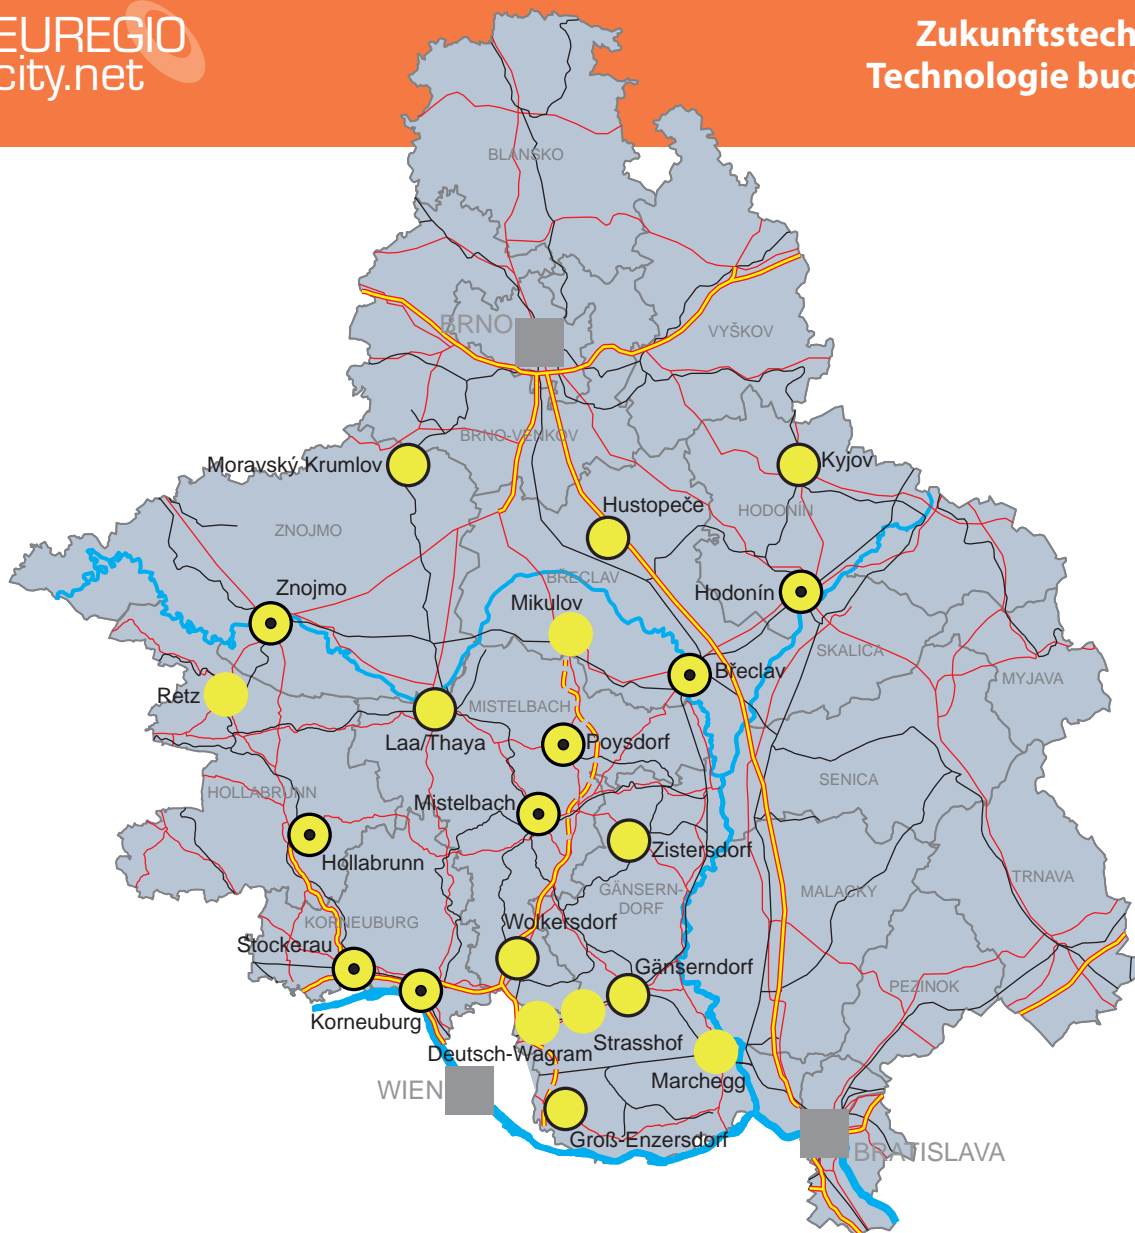 EUREGIO
city.net
Zukunftstech
Technologie bud
BLANSKO
BRNO
VYŠKOV
BRNO-VENKOV
Moravský Krumlov
Kyjov
Hustopeče
HODONÍN
ZNOJMO
BŘECLAV
Znojmo
Mikulov
Hodonín
SKALICA
Břeclav
MYJAVA
Retz
MISTELBACH
Laa/Thaya
Poysdorf
SENICA
HOLLABRUNN
Mistelbach
Zistersdorf
Hollabrunn
TRNAVA
GÄNSERN-
DORF
MALACKY
KORNEUBURG
Wolkersdorf
Stockerau
Gänserndorf
PEZINOK
Korneuburg
Strasshof
Deutsch-Wagram
Marchegg
WIEN
Groß-Enzersdorf
BRATISLAVA